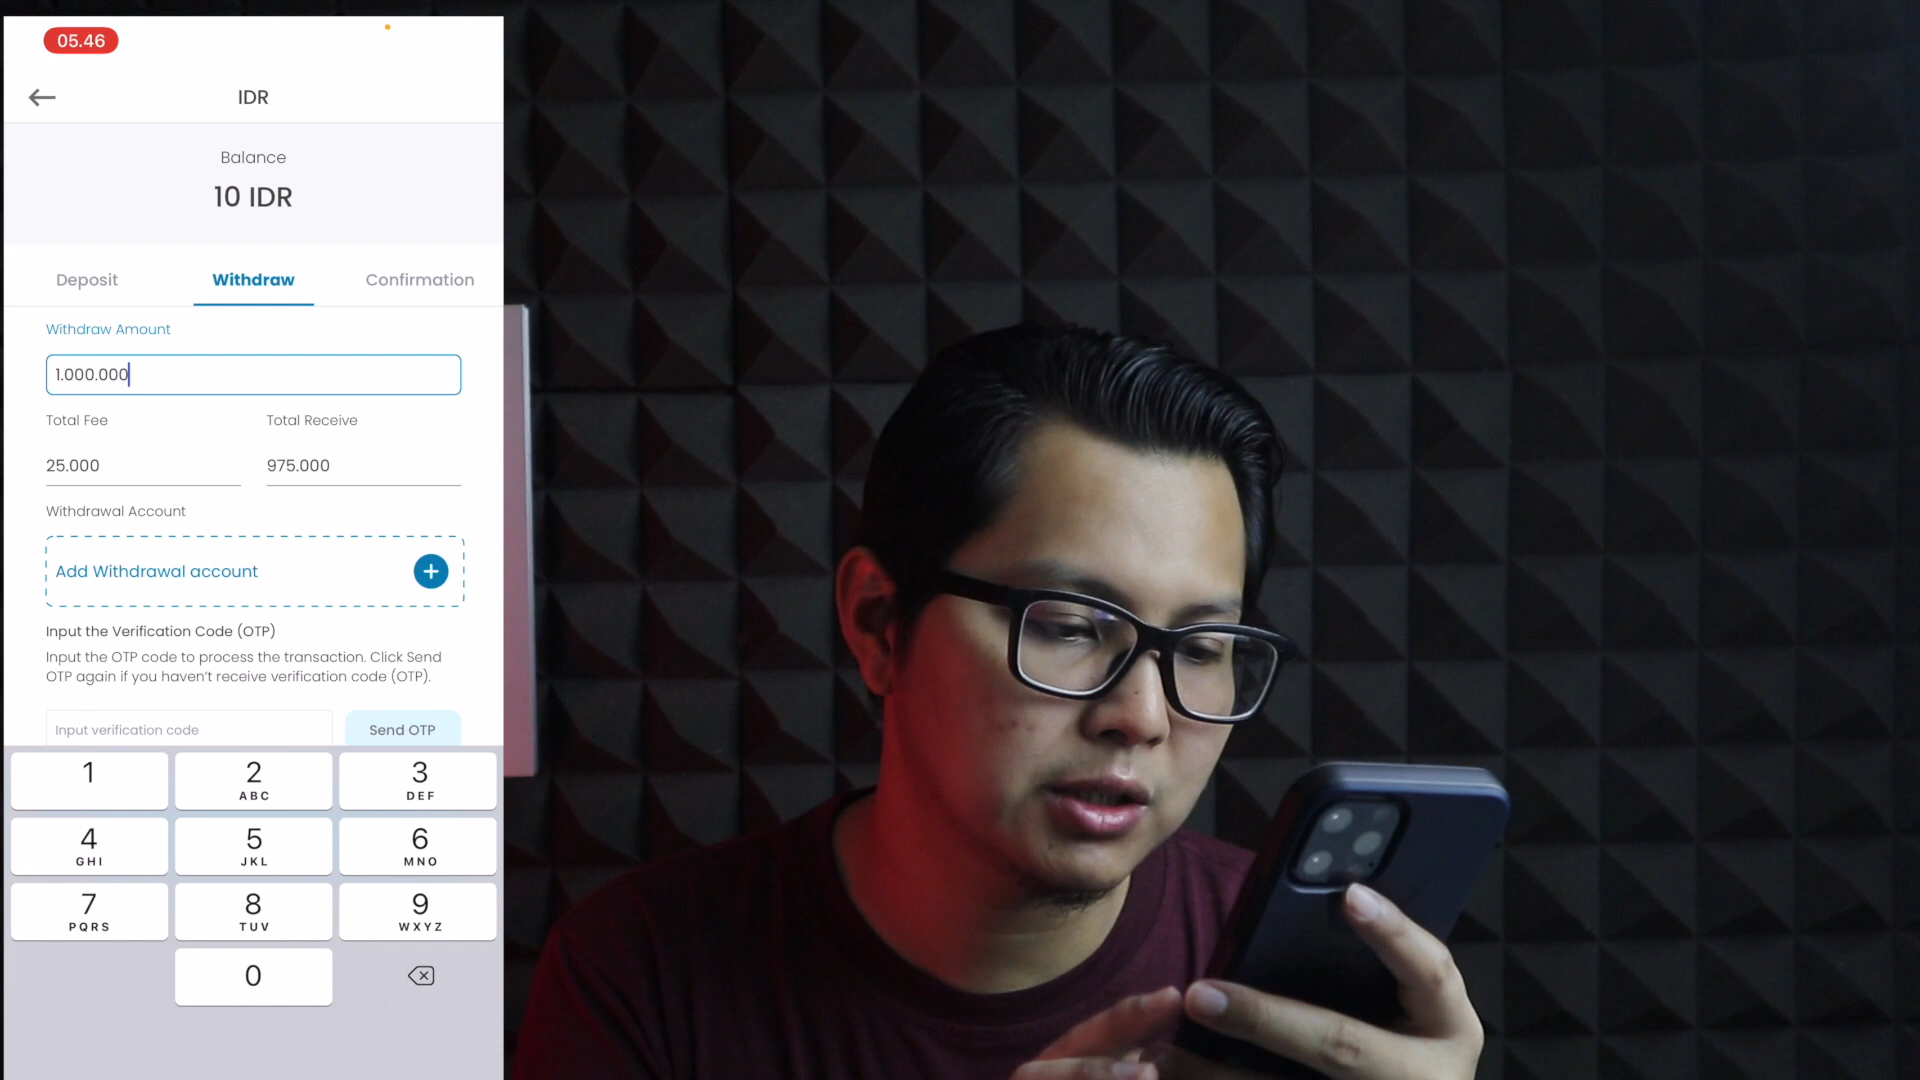 05.46
IDR
Balance
10 IDR
Deposit
Withdraw
Confirmation
Withdraw Amount
1.000.000
Total Fee
Total Receive
25.000
975.000
Withdrawal Account
Add Withdrawal account
Input the Verification Code (OTP)
Input the OTP code to process the transaction. Click Send
OTP again if you haven't receive verification code (OTP).
Input verification code
Send OTP
1
2
ABC
3
DEF
4
GHI
5
JKL
6
MNO
7
PQRS
8
TUV
9
WXYZ
0